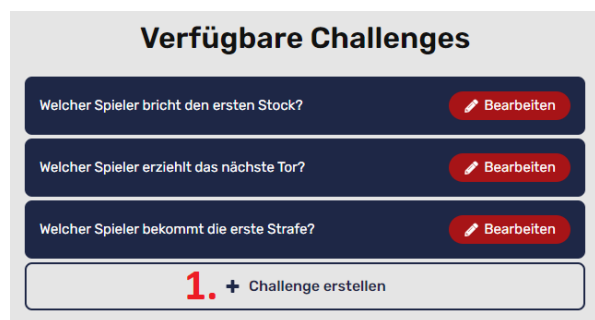 Verfügbare Challenges
Welcher Spieler bricht den ersten Stock? Bearbeiten
Welcher Spieler erziehlt das nächste Tor? Bearbeiten
Welcher Spieler bekommt die erste Strafe? Bearbeiten
1. + Challenge erstellen